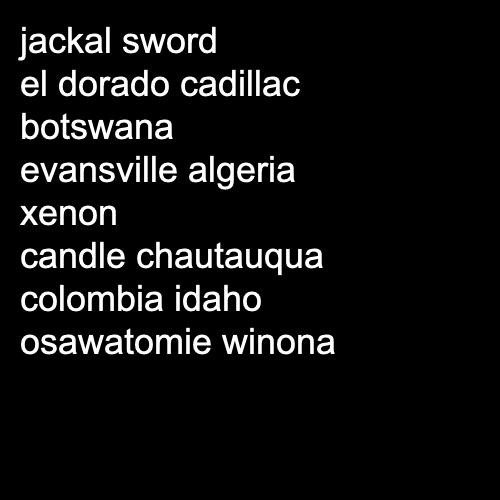 jackal sword
el dorado cadillac
botswana
evansville algeria
xenon
candle chautauqua
colombia idaho
osawatomie winona